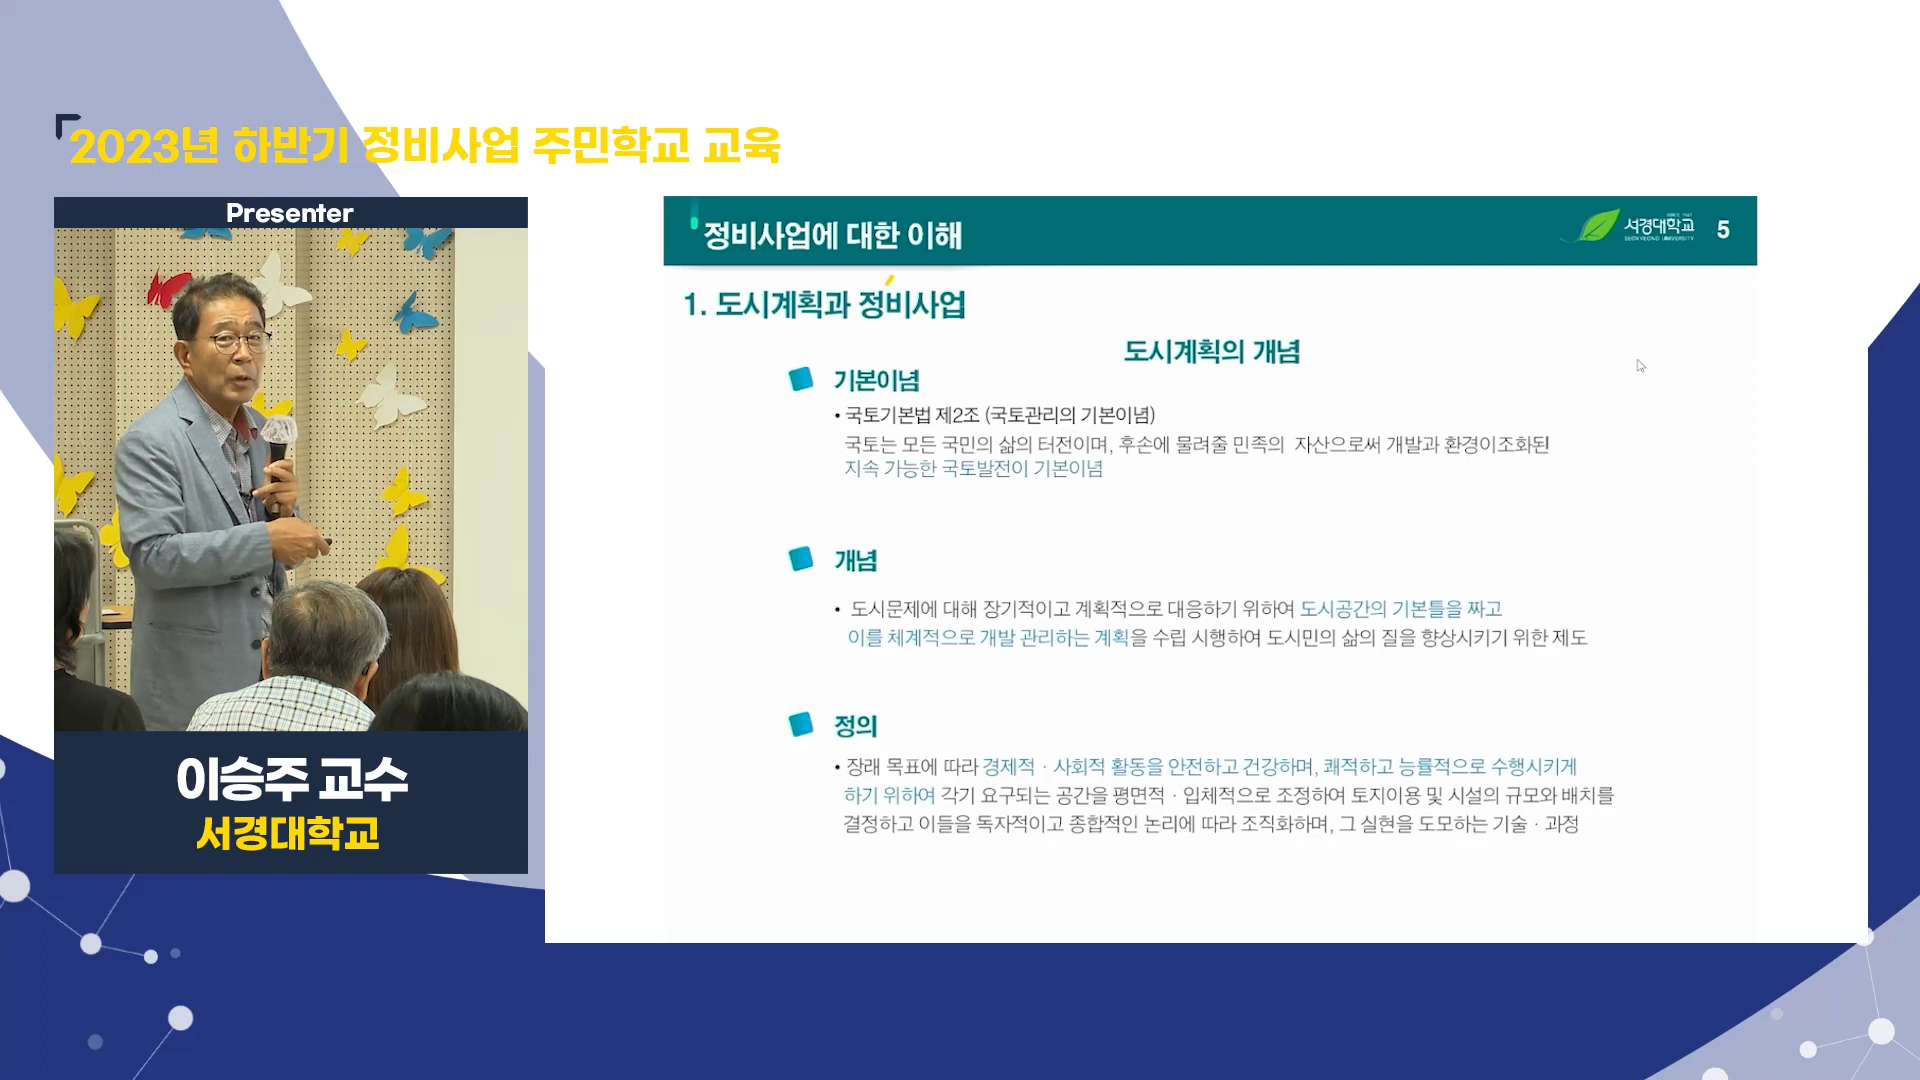 2023년 하반기 정비사업 주민학교 교육
Presenter
이승주 교수
서경대학교
정비사업에 대한 이해
서경대학교
SEOKYEONG UNIVERSITY
5
1. 도시계획과 정비사업
도시계획의 개념
기본이념
• 국토기본법 제2조 (국토관리의 기본이념)
국토는 모든 국민의 삶의 터전이며, 후손에 물려줄 민족의 자산으로써 개발과 환경이조화된
지속 가능한 국토발전이 기본이념
개념
• 도시문제에 대해 장기적이고 계획적으로 대응하기 위하여 도시공간의 기본틀을 짜고
이를 체계적으로 개발 관리하는 계획을 수립 시행하여 도시민의 삶의 질을 향상시키기 위한 제도
정의
• 장래 목표에 따라 경제적 · 사회적 활동을 안전하고 건강하며, 쾌적하고 능률적으로 수행시키게
하기 위하여 각기 요구되는 공간을 평면적 · 입체적으로 조정하여 토지이용 및 시설의 규모와 배치를
결정하고 이들을 독자적이고 종합적인 논리에 따라 조직화하며, 그 실현을 도모하는 기술 · 과정